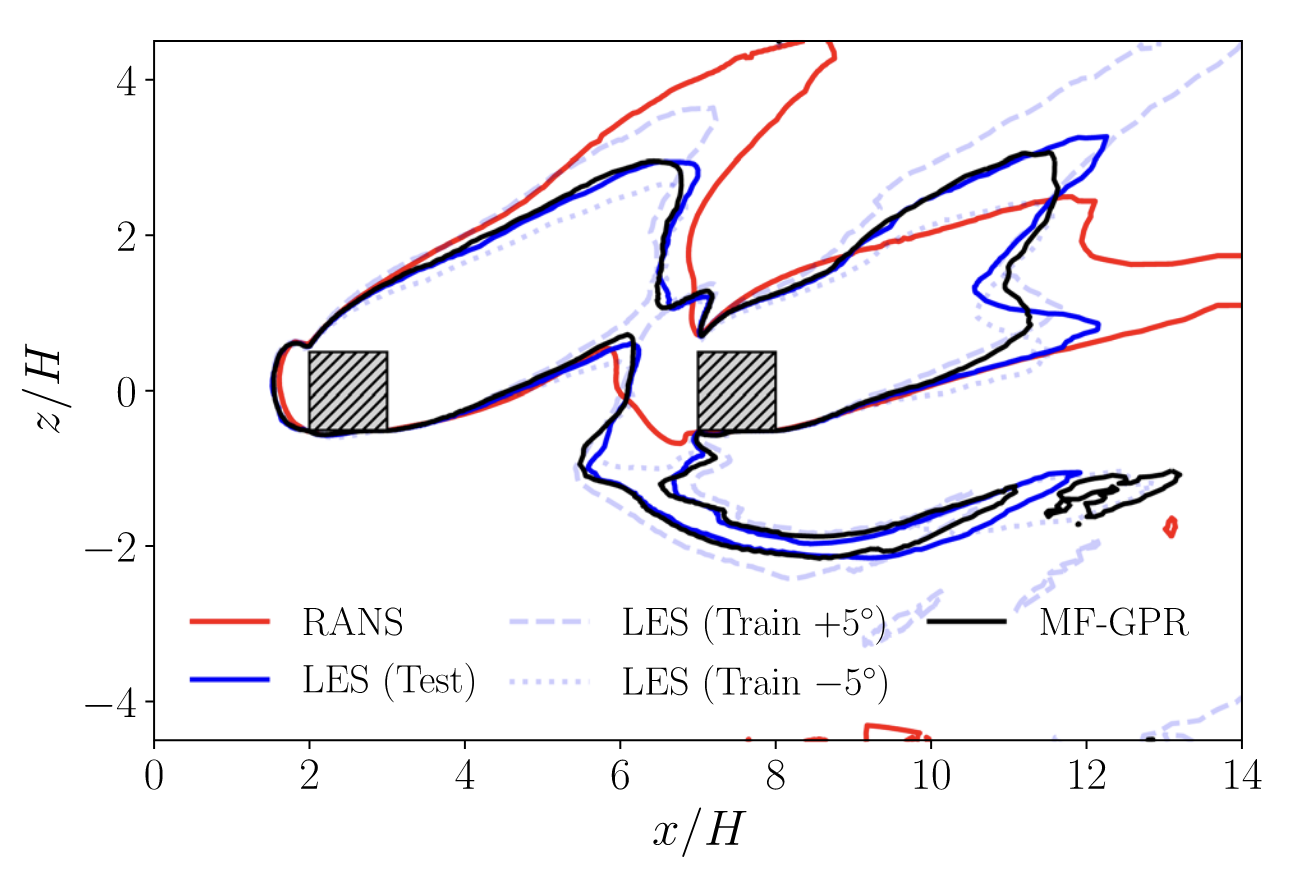 4
2
0
−2
−4
z/H
RANS
LES (Test)
LES (Train +5°)
LES (Train −5°)
MF-GPR
0 2 4 6 8 10 12 14
x/H